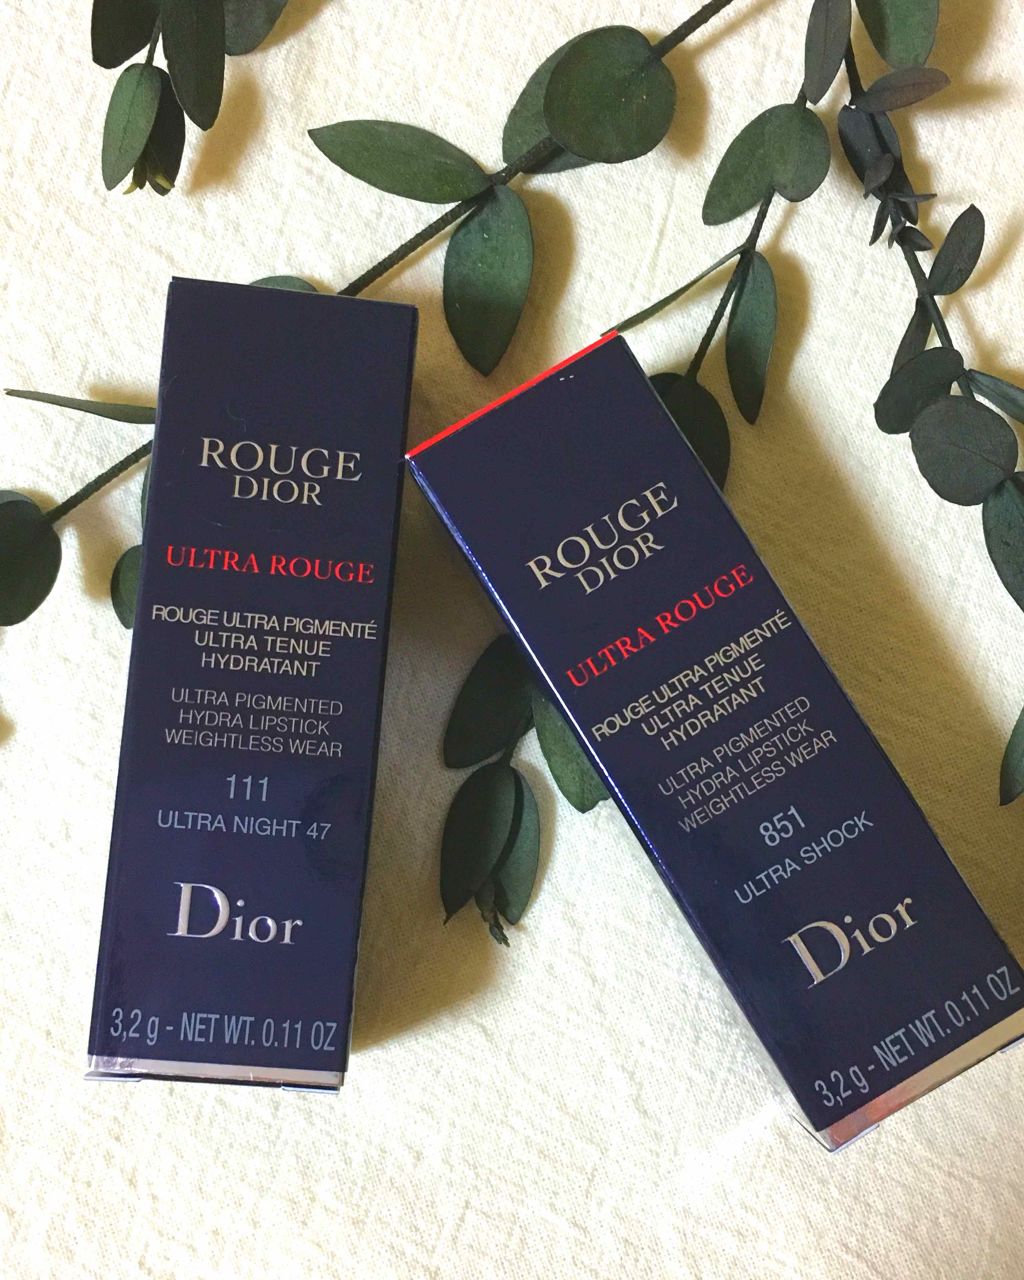 ROUGE
DIOR
ULTRA ROUGE
ROUGE ULTRA PIGMENTÉ
ULTRA TENUE
HYDRATANT
ULTRA PIGMENTED
HYDRA LIPSTICK
WEIGHTLESS WEAR
111
ULTRA NIGHT 47
Dior
3,2 g - NET WT. 0.11 OZ
ROUGE
DIOR
ULTRA ROUGE
ROUGE ULTRA PIGMENTÉ
ULTRA TENUE
HYDRATANT
ULTRA PIGMENTED
HYDRA LIPSTICK
WEIGHTLESS WEAR
851
ULTRA SHOCK
Dior
3,2 g - NET WT. 0.11 OZ